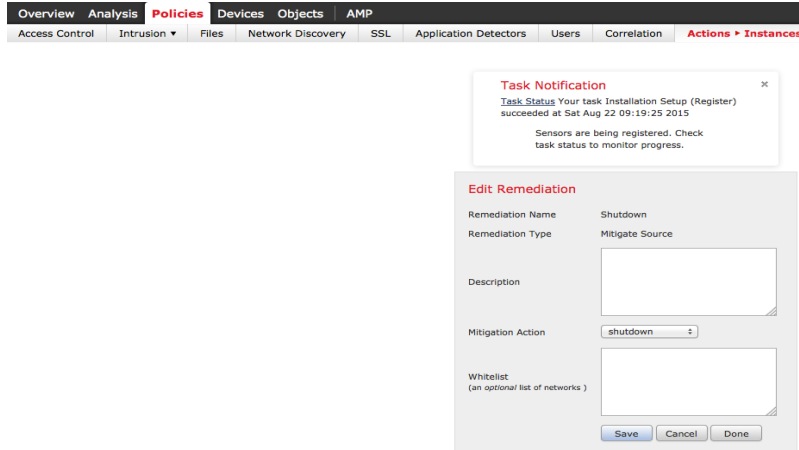 Overview Analysis Policies Devices Objects AMP
Access Control Intrusion ▾ Files Network Discovery SSL Application Detectors Users Correlation Actions ▸ Instances
Task Notification
Task Status Your task Installation Setup (Register)
succeeded at Sat Aug 22 09:19:25 2015
Sensors are being registered. Check
task status to monitor progress.
Edit Remediation
Remediation Name Shutdown
Remediation Type Mitigate Source
Description
Mitigation Action shutdown
Whitelist
(an optional list of networks )
Save Cancel Done